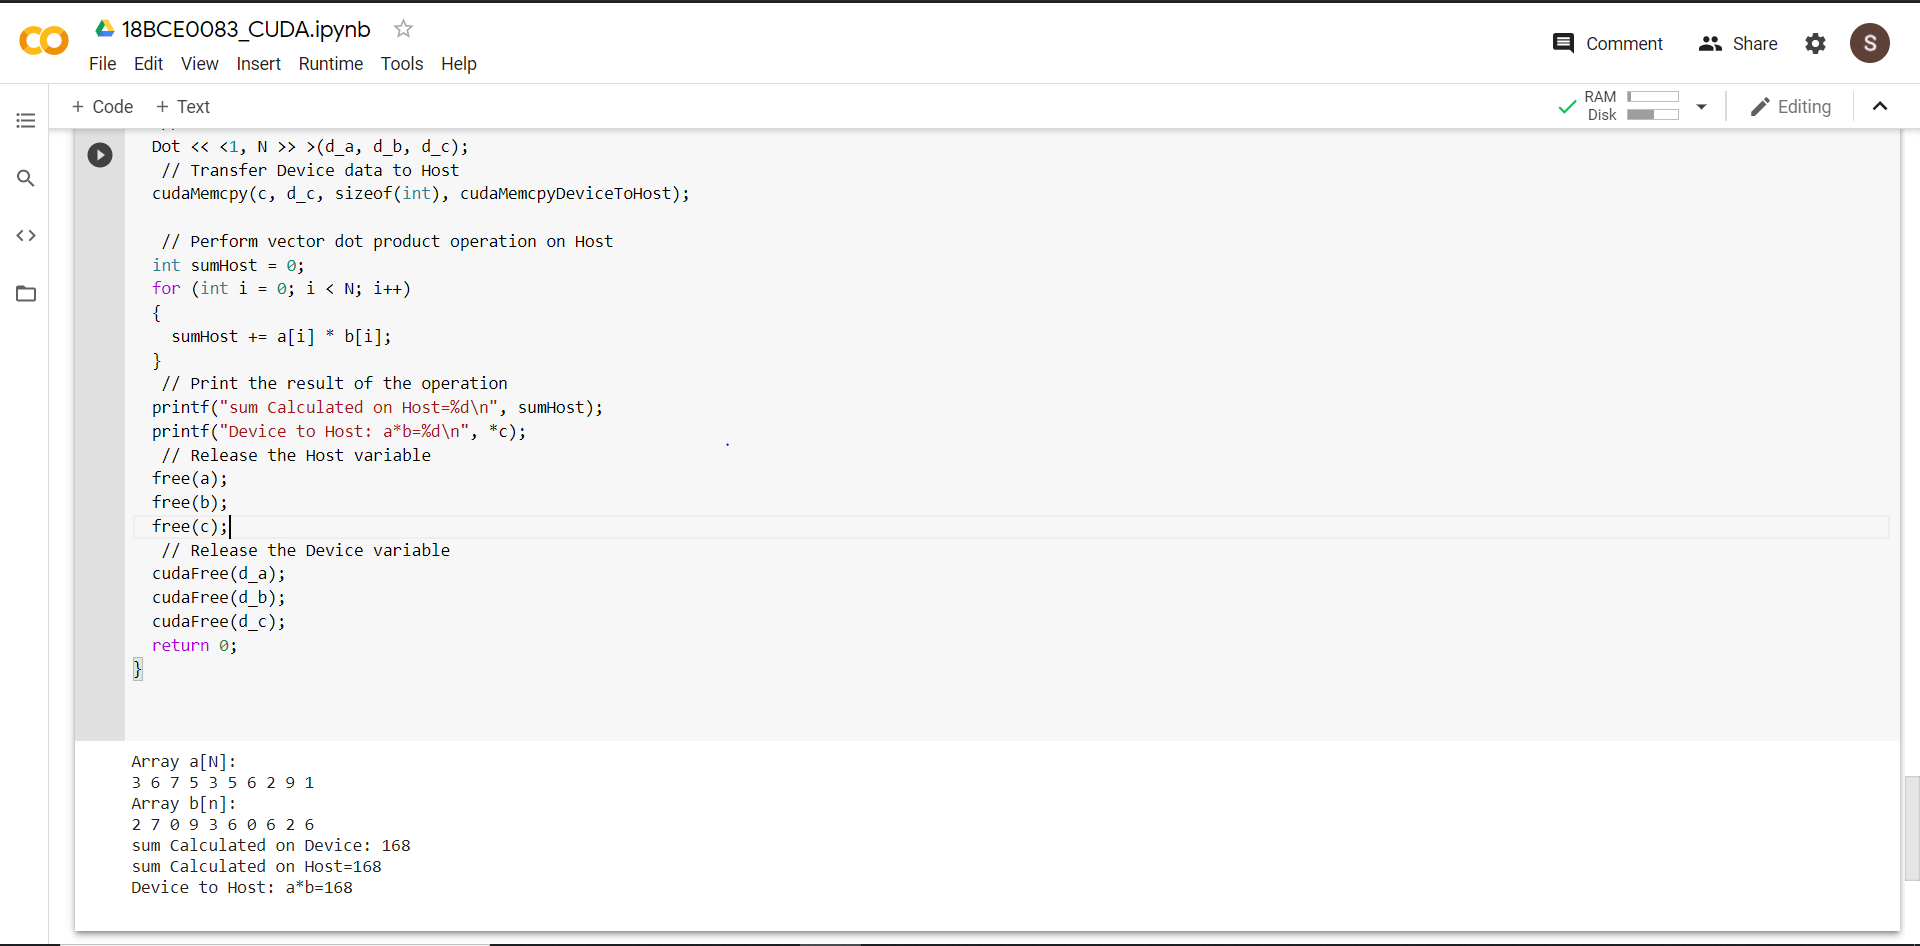 18BCE0083_CUDA.ipynb
File Edit View Insert Runtime Tools Help
Comment Share S
+ Code + Text
RAM
Disk
Editing
Dot << <1, N >> >(d_a, d_b, d_c);
// Transfer Device data to Host
cudaMemcpy(c, d_c, sizeof(int), cudaMemcpyDeviceToHost);
// Perform vector dot product operation on Host
int sumHost = 0;
for (int i = 0; i < N; i++)
{
sumHost += a[i] * b[i];
}
// Print the result of the operation
printf("sum Calculated on Host=%d\n", sumHost);
printf("Device to Host: a*b=%d\n", *c);
// Release the Host variable
free(a);
free(b);
free(c);
// Release the Device variable
cudaFree(d_a);
cudaFree(d_b);
cudaFree(d_c);
return 0;
}
Array a[N]:
3 6 7 5 3 5 6 2 9 1
Array b[n]:
2 7 0 9 3 6 0 6 2 6
sum Calculated on Device: 168
sum Calculated on Host=168
Device to Host: a*b=168